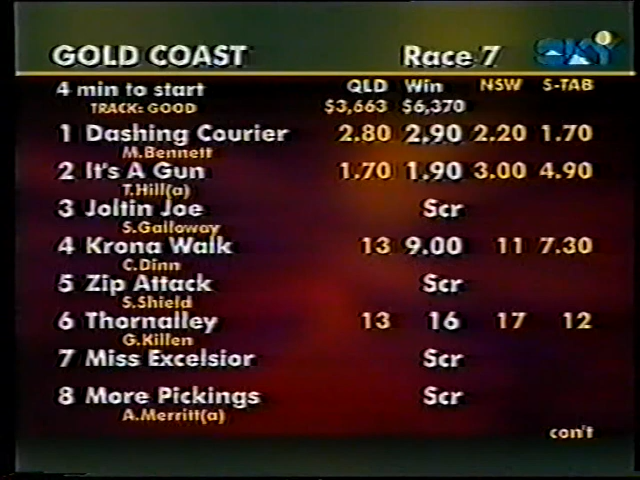 GOLD COAST Race 7 SKY
4 min to start QLD Win NSW S-TAB
TRACK: GOOD $3,663 $6,370
1 Dashing Courier 2.80 2.90 2.20 1.70
M.Bennett
2 It's A Gun 1.70 1.90 3.00 4.90
T.Hill(a)
3 Joltin Joe Scr
S.Galloway
4 Krona Walk 13 9.00 11 7.30
C.Dinn
5 Zip Attack Scr
S.Shield
6 Thornalley 13 16 17 12
G.Killen
7 Miss Excelsior Scr
8 More Pickings Scr
A.Merritt(a)
con't